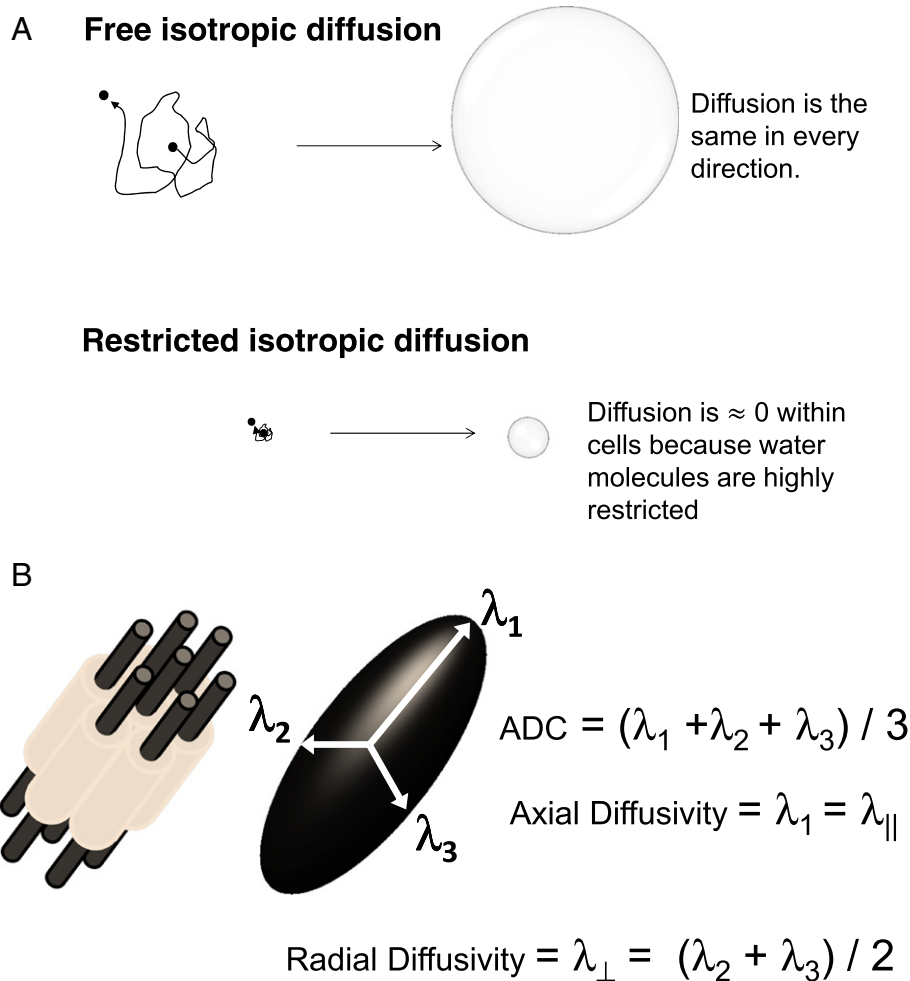 A
Free isotropic diffusion
Diffusion is the
same in every
direction.
Restricted isotropic diffusion
Diffusion is ≈ 0 within
cells because water
molecules are highly
restricted
B
λ1
λ2
λ3
ADC = (λ1 +λ2 + λ3) / 3
Axial Diffusivity = λ1 = λ||
Radial Diffusivity = λ⊥ = (λ2 + λ3) / 2